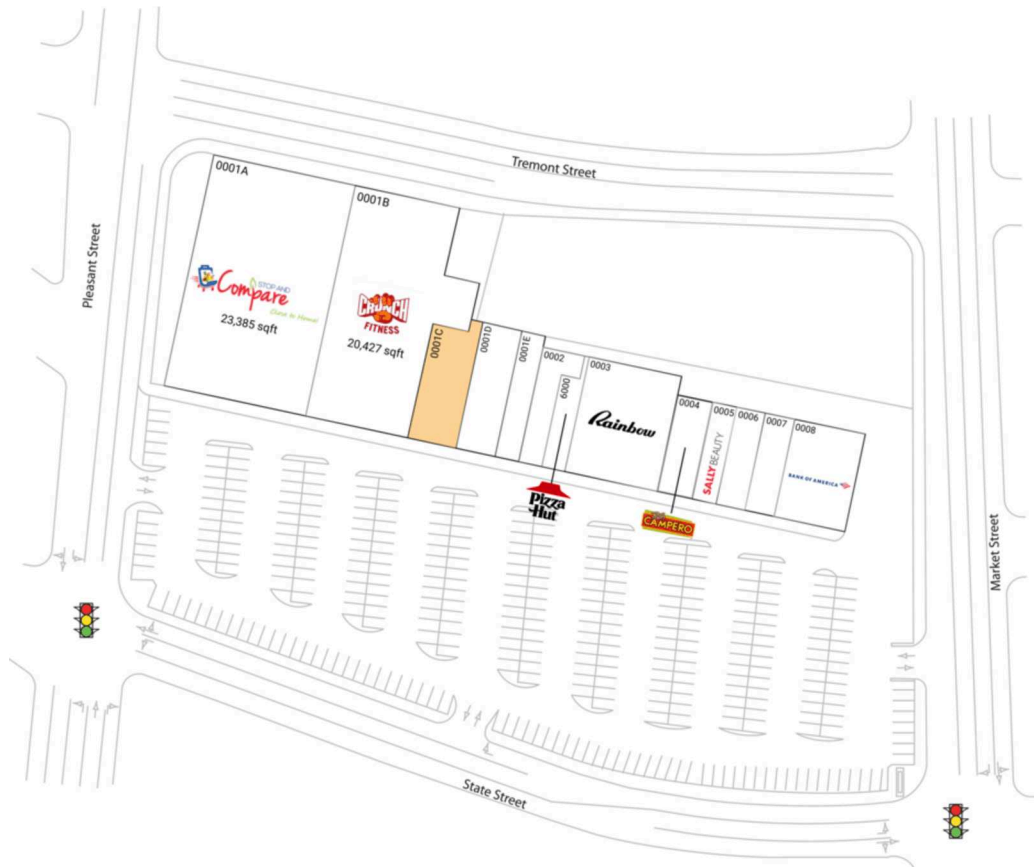 Tremont Street
0001A
0001B
Pleasant Street
STOP AND
Compare
Close to Home!
23,385 sqft
CRUNCH
FITNESS
20,427 sqft
0001C
0001D
0001E
0002
6000
0003
Rainbow
0004
0005
0006
0007
0008
SALLY BEAUTY
BANK OF AMERICA
Pizza
Hut
CAMPERO
Market Street
State Street